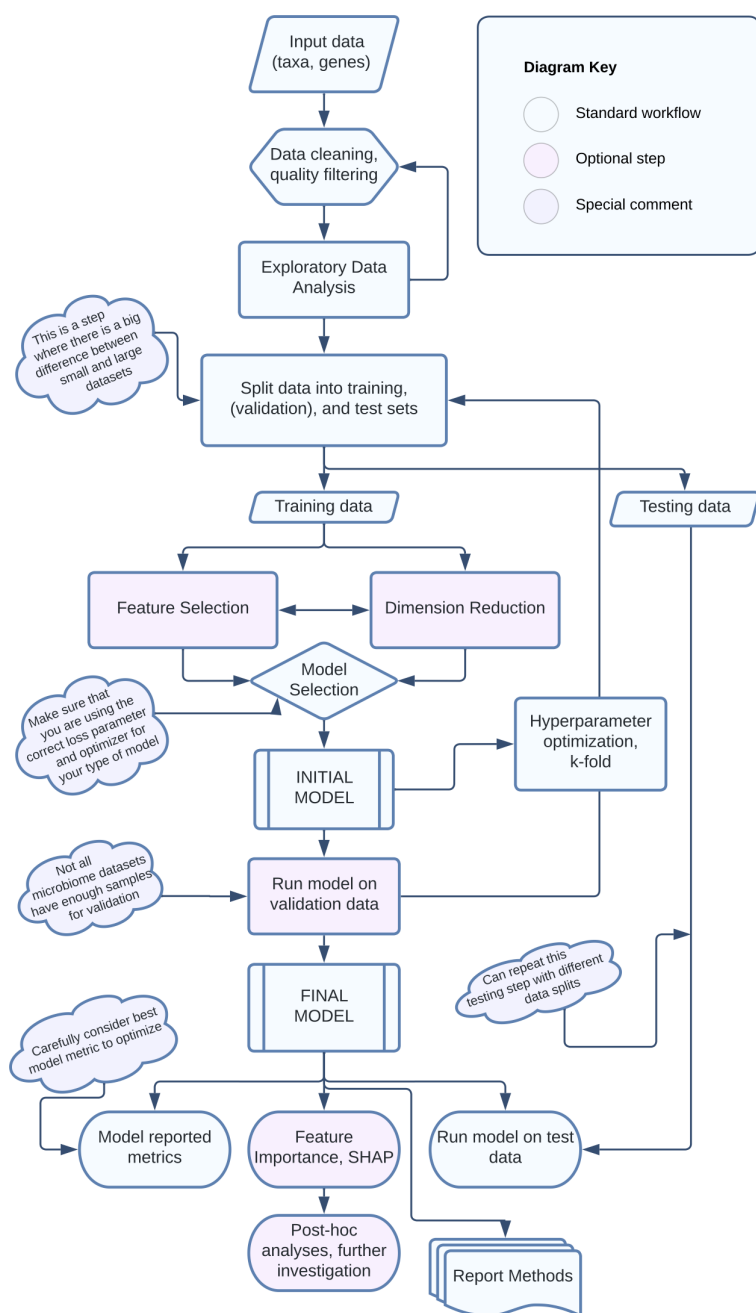 Input data
(taxa, genes)
Diagram Key
Standard workflow
Optional step
Special comment
Data cleaning,
quality filtering
Exploratory Data
Analysis
This is a step
where there is a big
difference between
small and large
datasets
Split data into training,
(validation), and test sets
Training data
Testing data
Feature Selection
Dimension Reduction
Model
Selection
Make sure that
you are using the
correct loss parameter
and optimizer for
your type of model
Hyperparameter
optimization,
k-fold
INITIAL
MODEL
Not all
microbiome datasets
have enough samples
for validation
Run model on
validation data
Can repeat this
testing step with different
data splits
FINAL
MODEL
Carefully consider best
model metric to optimize
Model reported
metrics
Feature
Importance, SHAP
Run model on test
data
Post-hoc
analyses, further
investigation
Report Methods